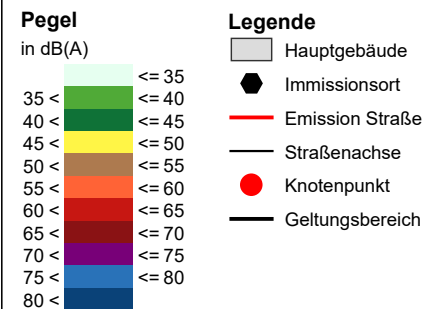 Pegel
in dB(A)
<= 35
35 < <= 40
40 < <= 45
45 < <= 50
50 < <= 55
55 < <= 60
60 < <= 65
65 < <= 70
70 < <= 75
75 < <= 80
80 <
Legende
Hauptgebäude
Immissionsort
Emission Straße
Straßenachse
Knotenpunkt
Geltungsbereich